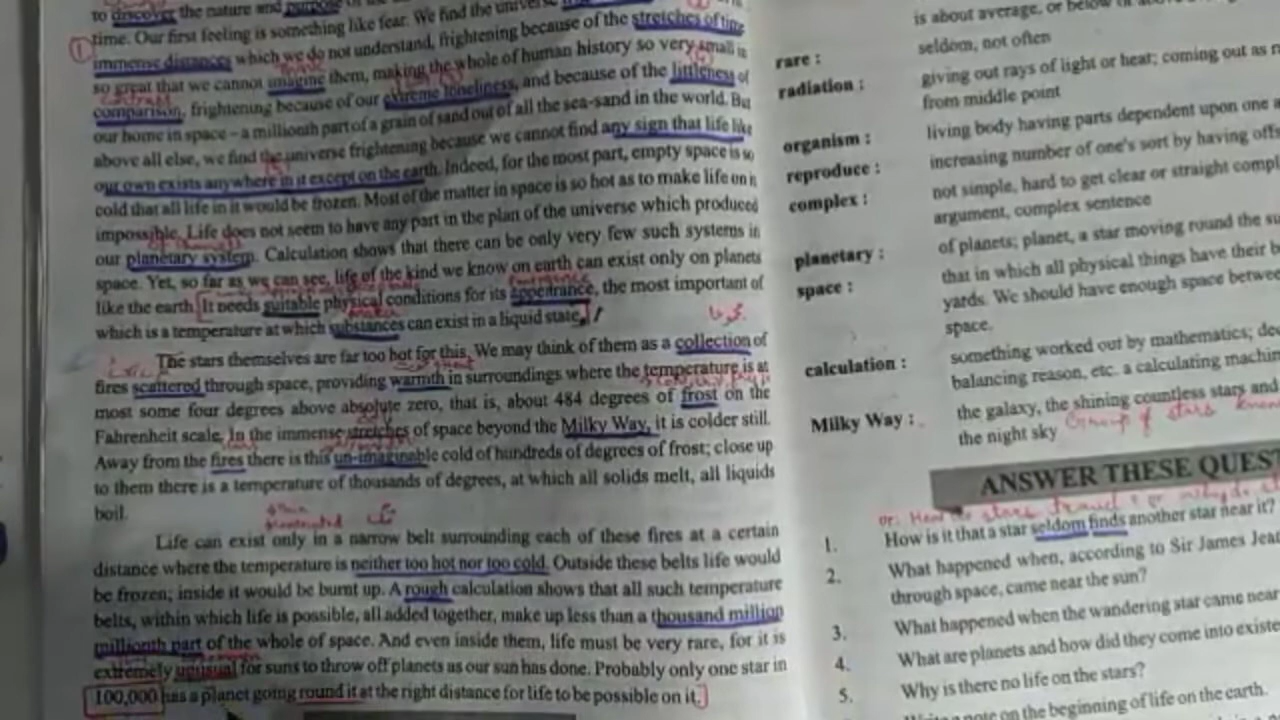 to discover the nature and purpose of the
time. Our first feeling is something like fear. We find the universe
immense distances which we do not understand, frightening because of the stretches of time
so great that we cannot imagine them, making the whole of human history so very small in
comparison, frightening because of our extreme loneliness, and because of the littleness of
our home in space – a millionth part of a grain of sand out of all the sea-sand in the world. But
above all else, we find the universe frightening because we cannot find any sign that life like
our own exists anywhere in it except on the earth. Indeed, for the most part, empty space is so
cold that all life in it would be frozen. Most of the matter in space is so hot as to make life on it
impossible. Life does not seem to have any part in the plan of the universe which produced
our planetary system. Calculation shows that there can be only very few such systems in
space. Yet, so far as we can see, life of the kind we know on earth can exist only on planets
like the earth. It needs suitable physical conditions for its appearance, the most important of
which is a temperature at which substances can exist in a liquid state.
The stars themselves are far too hot for this. We may think of them as a collection of
fires scattered through space, providing warmth in surroundings where the temperature is at
most some four degrees above absolute zero, that is, about 484 degrees of frost on the
Fahrenheit scale. In the immense stretches of space beyond the Milky Way, it is colder still.
Away from the fires there is this un-imaginable cold of hundreds of degrees of frost; close up
to them there is a temperature of thousands of degrees, at which all solids melt, all liquids
boil.
Life can exist only in a narrow belt surrounding each of these fires at a certain
distance where the temperature is neither too hot nor too cold. Outside these belts life would
be frozen; inside it would be burnt up. A rough calculation shows that all such temperature
belts, within which life is possible, all added together, make up less than a thousand million
millionth part of the whole of space. And even inside them, life must be very rare, for it is
extremely unusual for suns to throw off planets as our sun has done. Probably only one star in
100,000 has a planet going round it at the right distance for life to be possible on it.
is about average, or below or
rare : seldom, not often
radiation : giving out rays of light or hear; coming out as
from middle point
organism : living body having parts dependent upon one
reproduce : increasing number of one's sort by having
complex : not simple, hard to get clear or straight
argument, complex sentence
planetary : of planets; planet, a star moving round the
space : that in which all physical things have their
yards. We should have enough space
space.
calculation : something worked out by mathematics;
balancing reason, etc. a calculating
Milky Way : the galaxy, the shining countless stars and
the night sky Group of stars
ANSWER THESE
or: How do stars travel
1. How is it that a star seldom finds another star near it?
2. What happened when, according to Sir James
through space, came near the sun?
3. What happened when the wandering star came near
4. What are planets and how did they come into
5. Why is there no life on the stars?
note on the beginning of life on the earth.